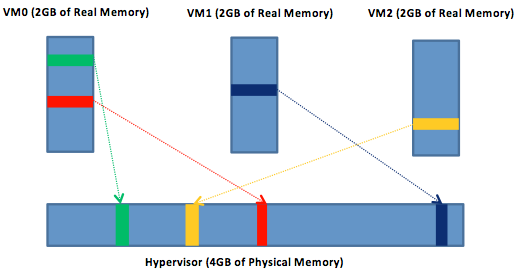 VM0 (2GB of Real Memory)
VM1 (2GB of Real Memory)
VM2 (2GB of Real Memory)
Hypervisor (4GB of Physical Memory)